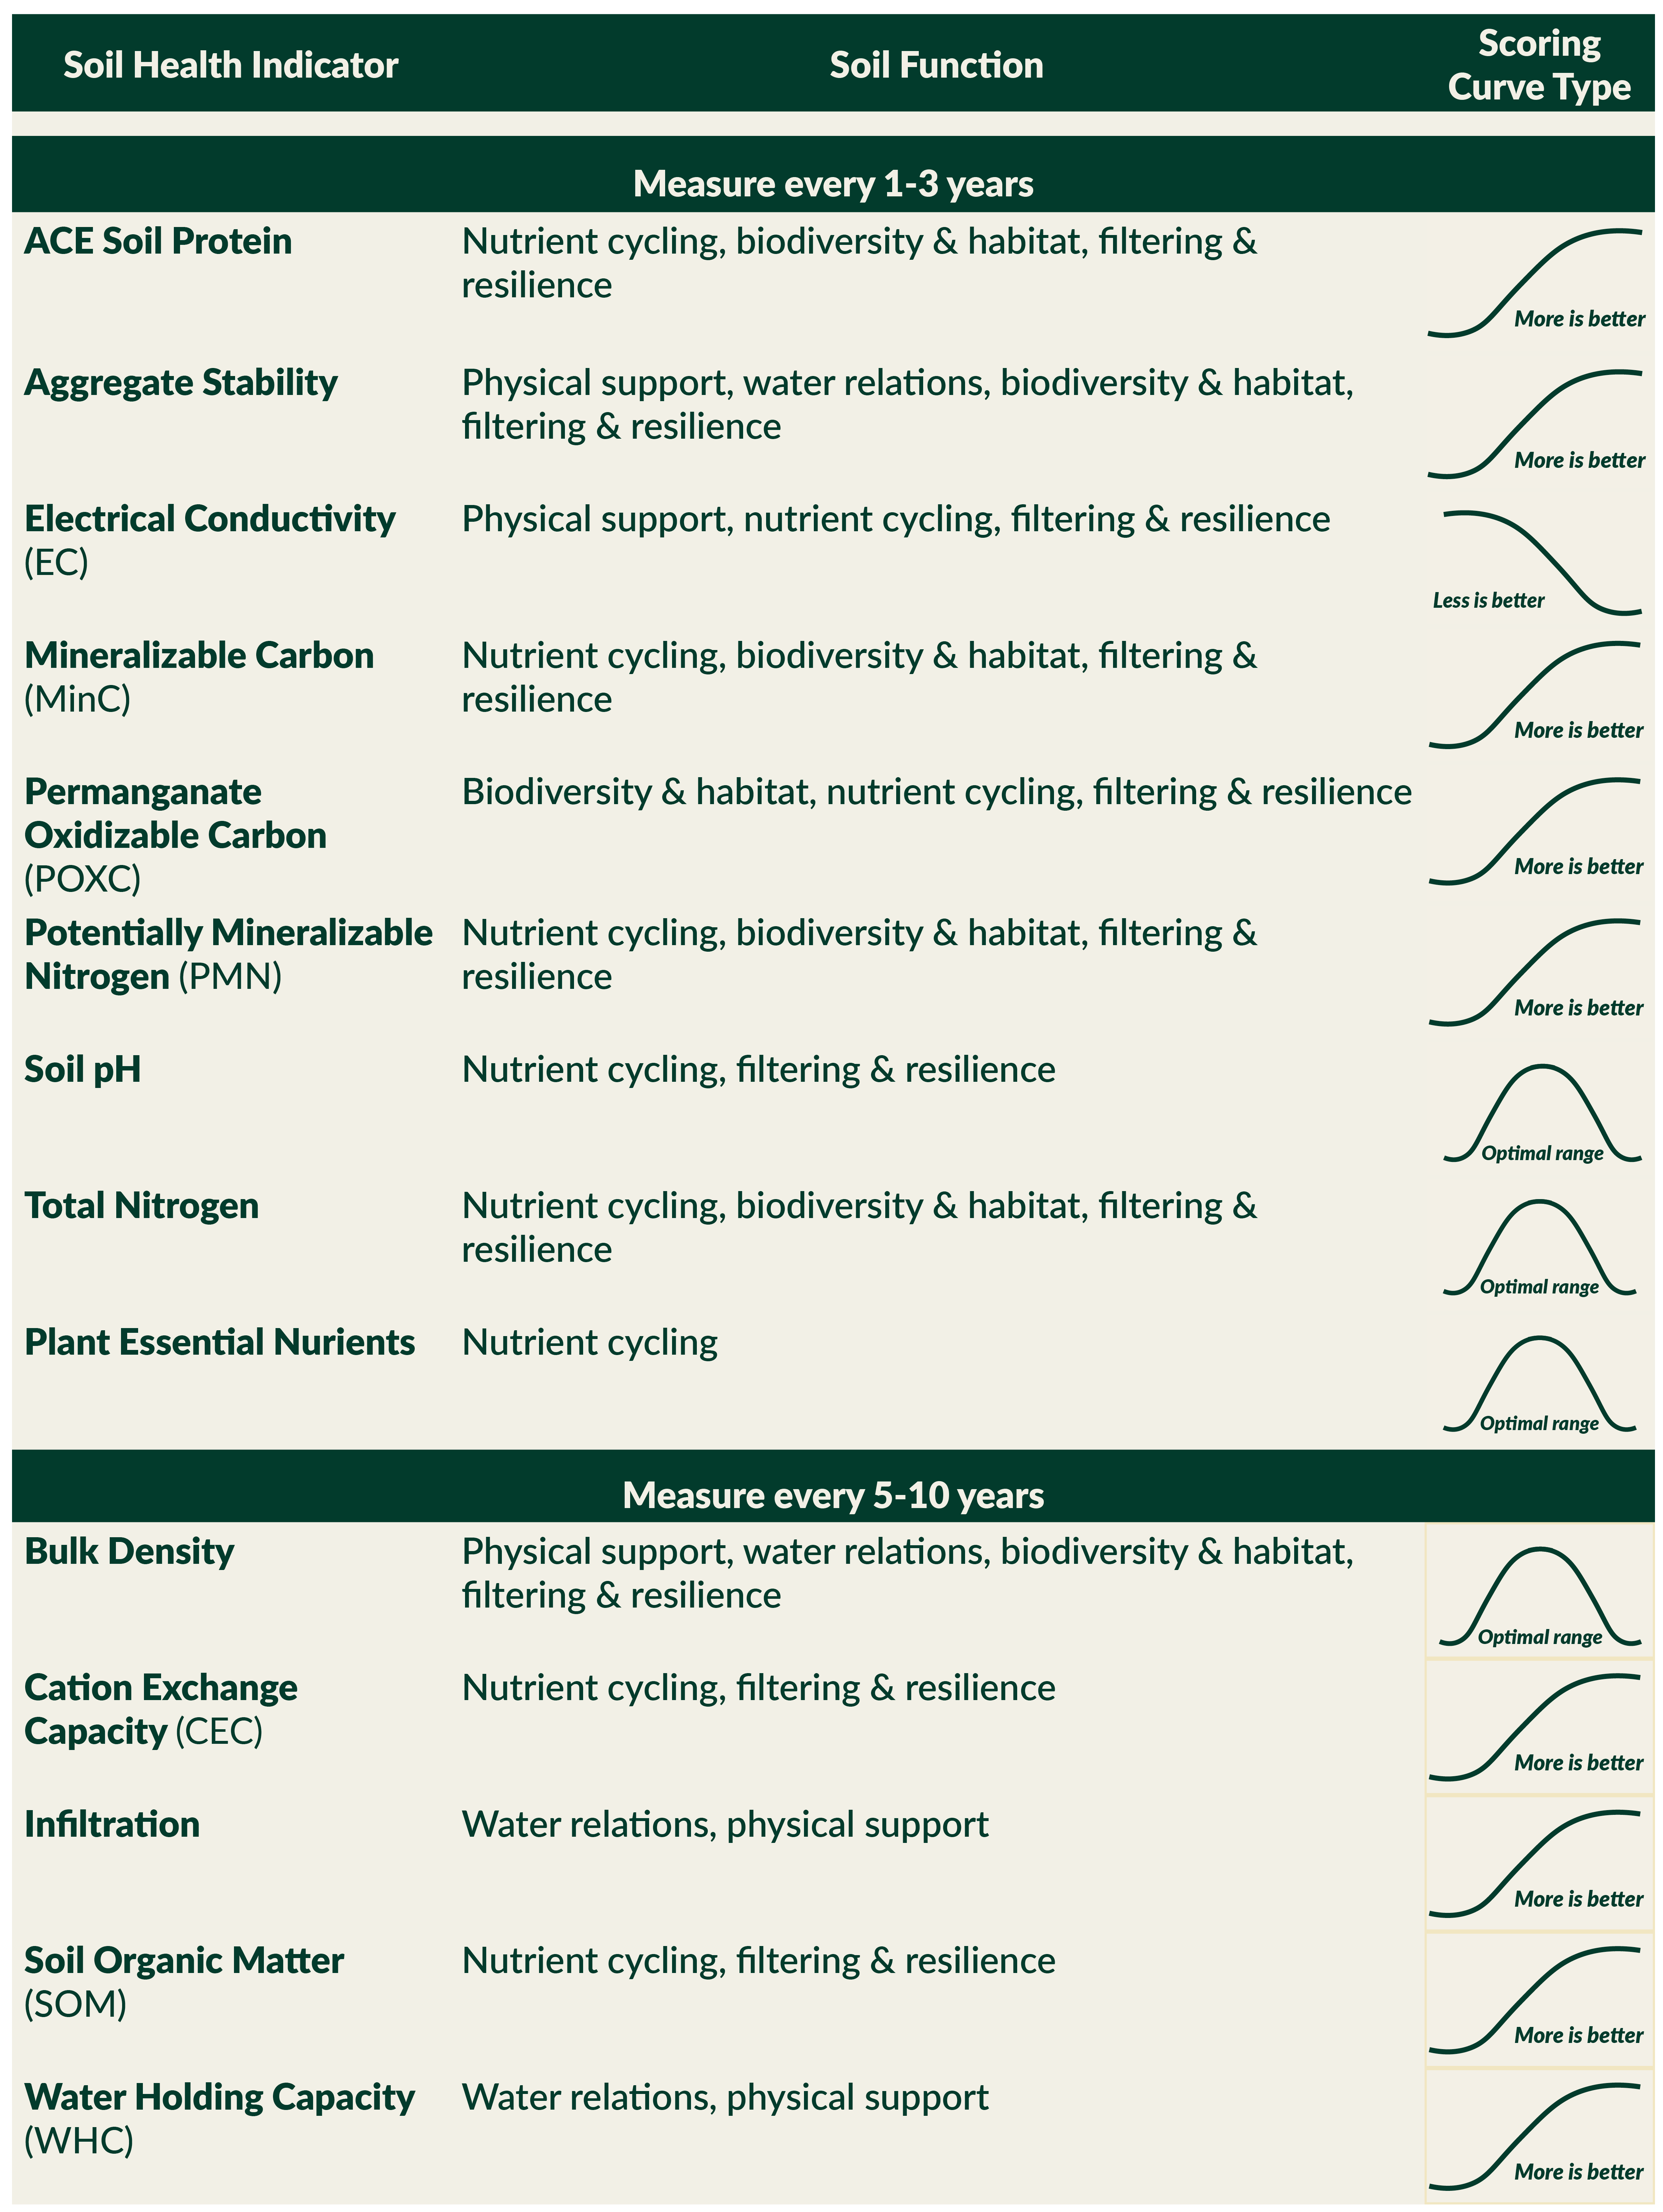 Soil Health Indicator
Soil Function
Scoring
Curve Type
Measure every 1-3 years
ACE Soil Protein
Nutrient cycling, biodiversity & habitat, filtering &
resilience
More is better
Aggregate Stability
Physical support, water relations, biodiversity & habitat,
filtering & resilience
More is better
Electrical Conductivity
(EC)
Physical support, nutrient cycling, filtering & resilience
Less is better
Mineralizable Carbon
(MinC)
Nutrient cycling, biodiversity & habitat, filtering &
resilience
More is better
Permanganate
Oxidizable Carbon
(POXC)
Biodiversity & habitat, nutrient cycling, filtering & resilience
More is better
Potentially Mineralizable
Nitrogen (PMN)
Nutrient cycling, biodiversity & habitat, filtering &
resilience
More is better
Soil pH
Nutrient cycling, filtering & resilience
Optimal range
Total Nitrogen
Nutrient cycling, biodiversity & habitat, filtering &
resilience
Optimal range
Plant Essential Nurients
Nutrient cycling
Optimal range
Measure every 5-10 years
Bulk Density
Physical support, water relations, biodiversity & habitat,
filtering & resilience
Optimal range
Cation Exchange
Capacity (CEC)
Nutrient cycling, filtering & resilience
More is better
Infiltration
Water relations, physical support
More is better
Soil Organic Matter
(SOM)
Nutrient cycling, filtering & resilience
More is better
Water Holding Capacity
(WHC)
Water relations, physical support
More is better